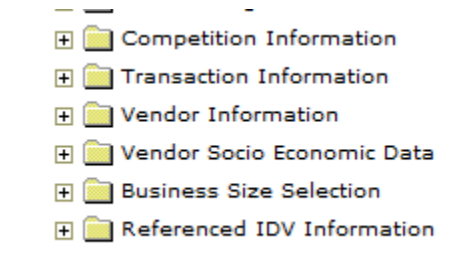 Competition Information
Transaction Information
Vendor Information
Vendor Socio Economic Data
Business Size Selection
Referenced IDV Information